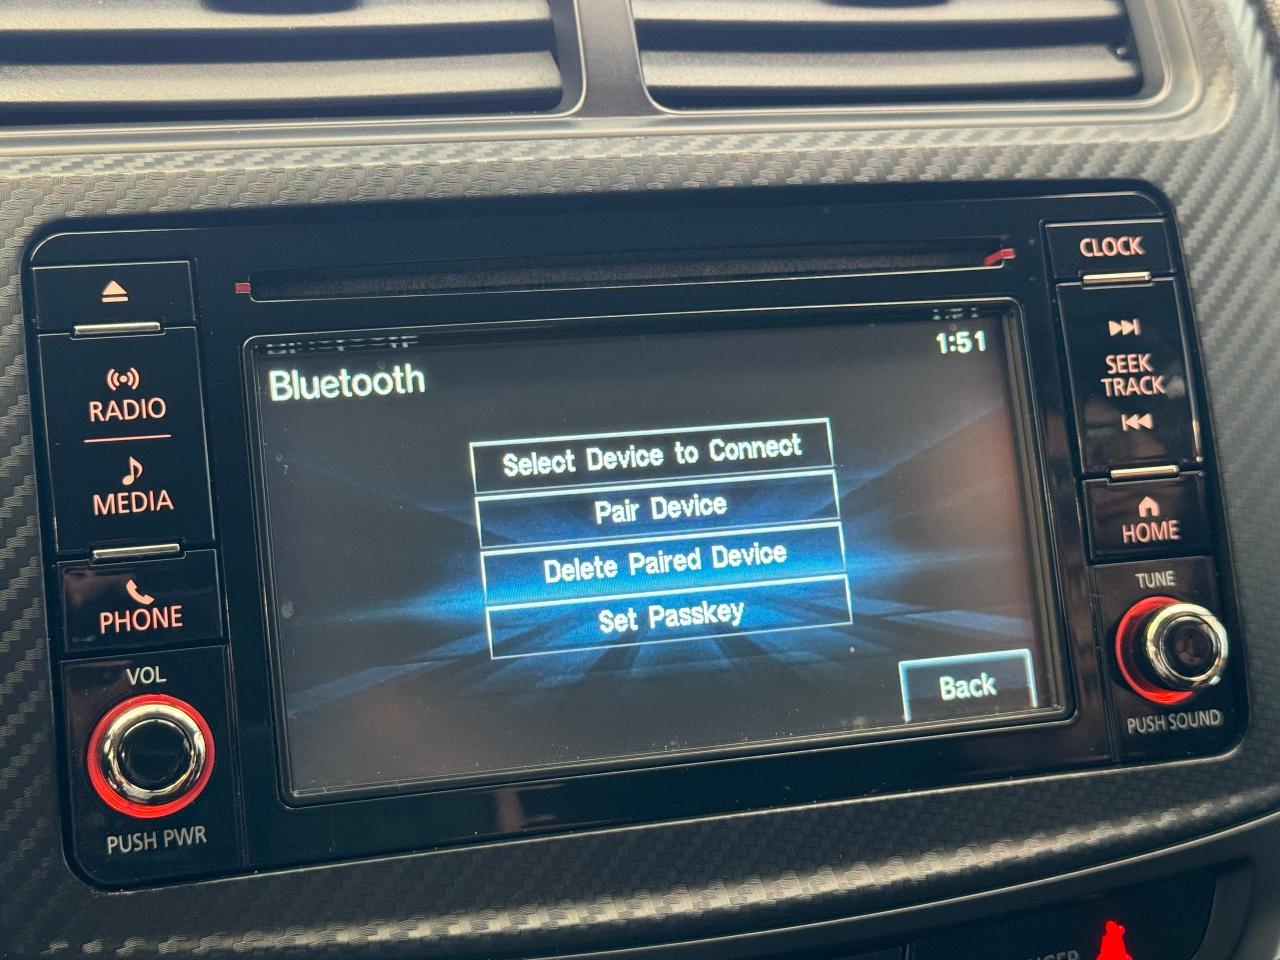 CLOCK
SEEK
TRACK
HOME
TUNE
PUSH SOUND
RADIO
MEDIA
PHONE
VOL
PUSH PWR
Bluetooth
1:51
Select Device to Connect
Pair Device
Delete Paired Device
Set Passkey
Back